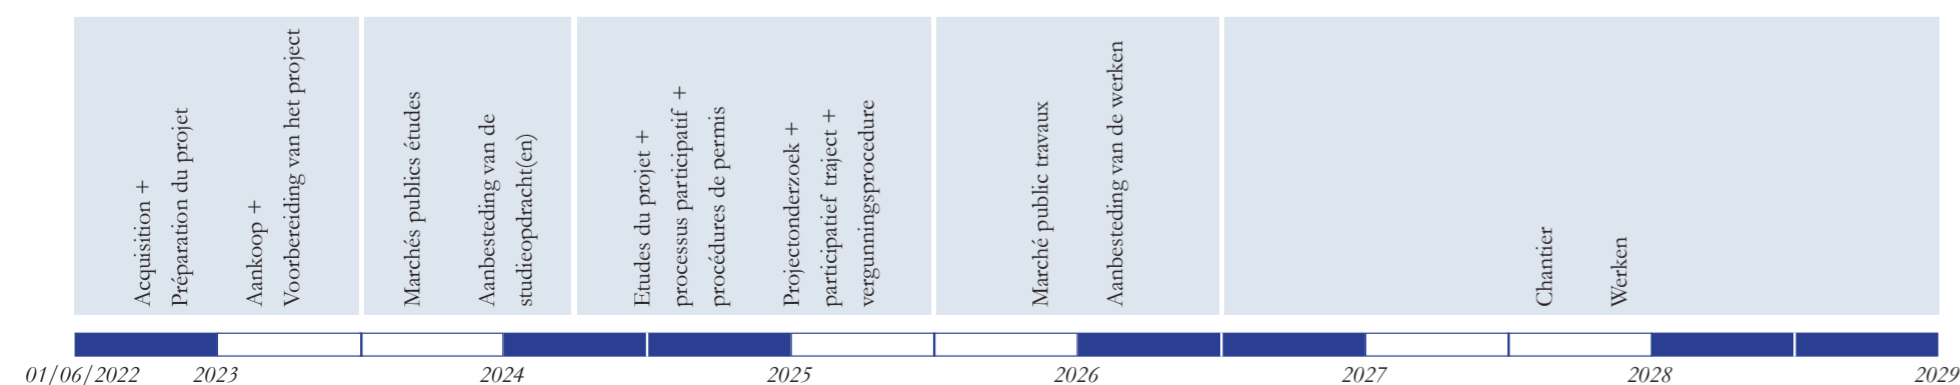 Acquisition +
Préparation du projet
Aankoop +
Voorbereiding van het project
Marchés publics études
Aanbesteding van de
studieopdracht(en)
Etudes du projet +
processus participatif +
procédures de permis
Projectonderzoek +
participatief traject +
vergunningsprocedure
Marché public travaux
Aanbesteding van de werken
Chantier
Werken
01/06/2022 2023 2024 2025 2026 2027 2028 2029